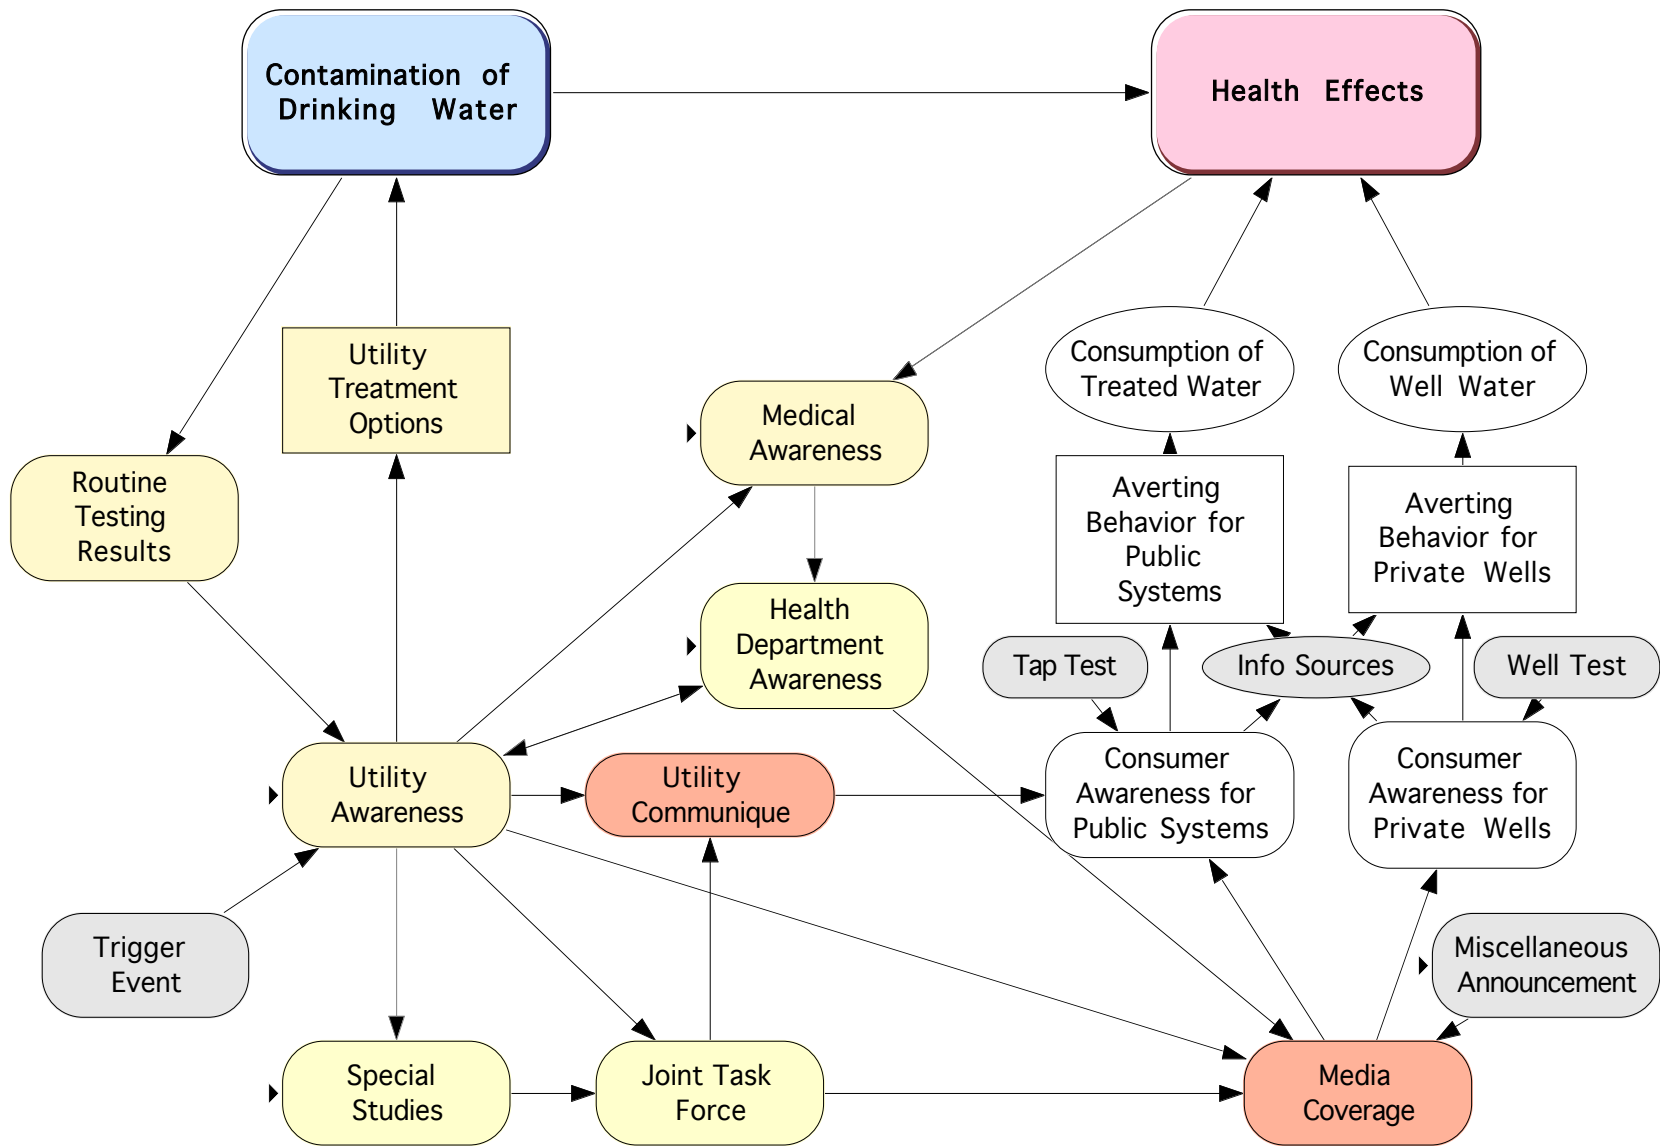 Contamination of
Drinking Water
Health Effects
Utility
Treatment
Options
Consumption of
Treated Water
Consumption of
Well Water
Medical
Awareness
Routine
Testing
Results
Averting
Behavior for
Public
Systems
Averting
Behavior for
Private Wells
Health
Department
Awareness
Tap Test
Info Sources
Well Test
Utility
Awareness
Utility
Communique
Consumer
Awareness for
Public Systems
Consumer
Awareness for
Private Wells
Trigger
Event
Miscellaneous
Announcement
Special
Studies
Joint Task
Force
Media
Coverage